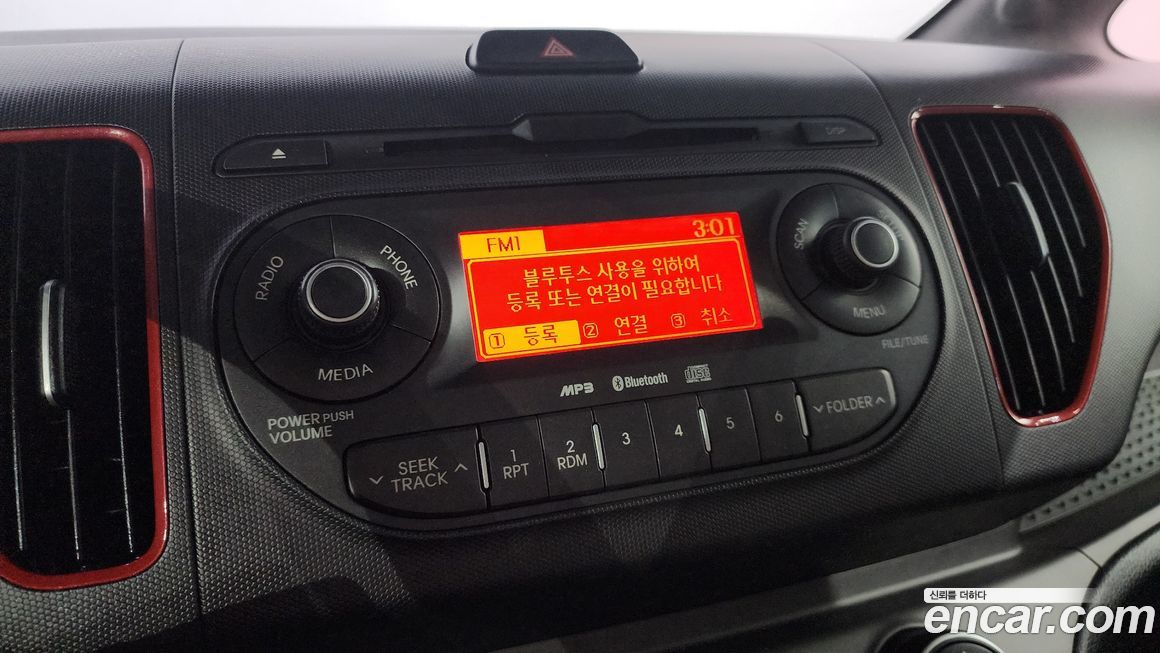 DISP
RADIO
PHONE
MEDIA
POWER PUSH
VOLUME
FM1 3:01
블루투스 사용을 위하여
등록 또는 연결이 필요합니다
1 등록 2 연결 3 취소
SCAN
SETUP
MENU
FILE/TUNE
MP3 Bluetooth disc
SEEK
TRACK
1
RPT
2
RDM
3
4
5
6
FOLDER
신뢰를 더하다
encar.com